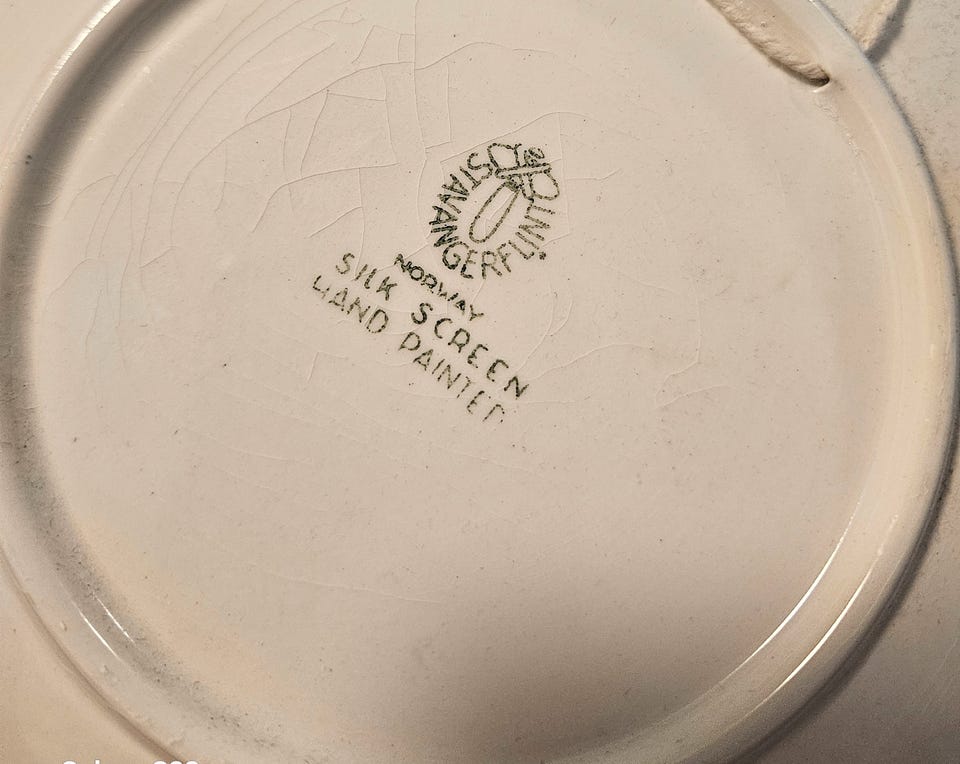 STAVANGERFLINT
NORWAY
SILK SCREEN
HAND PAINTED